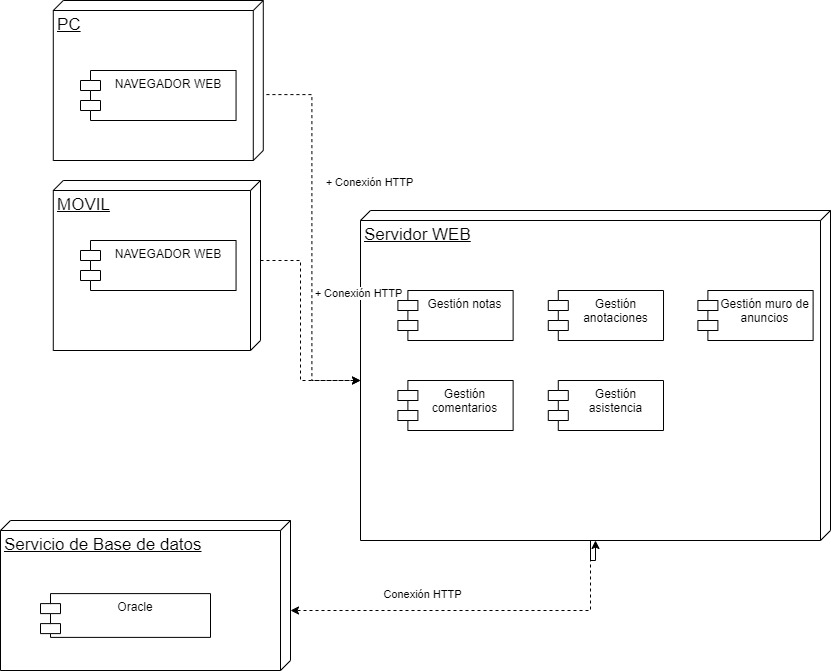 PC
NAVEGADOR WEB
+ Conexión HTTP
MOVIL
NAVEGADOR WEB
Servidor WEB
+ Conexión HTTP
Gestión notas
Gestión
anotaciones
Gestión muro de
anuncios
Gestión
comentarios
Gestión
asistencia
Servicio de Base de datos
Conexión HTTP
Oracle